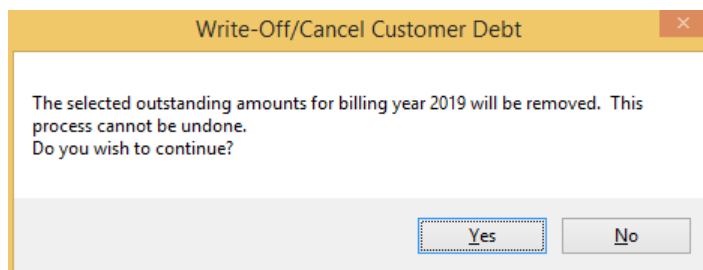 Write-Off/Cancel Customer Debt
The selected outstanding amounts for billing year 2019 will be removed.  This
process cannot be undone.
Do you wish to continue?
Yes
No